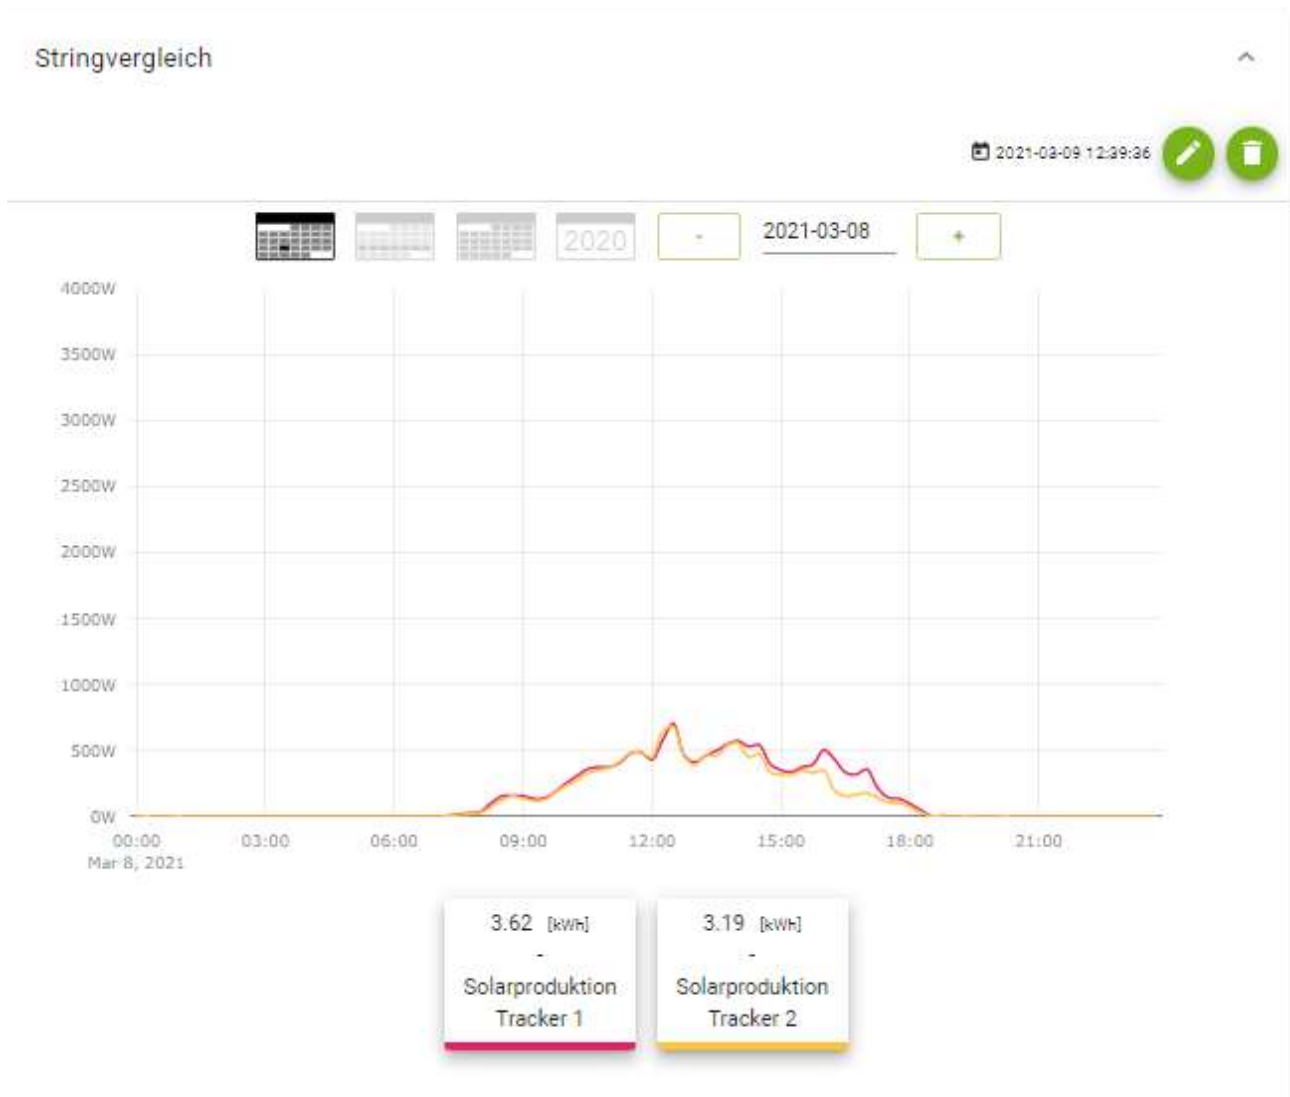 Stringvergleich
2021-03-09 12:39:36
2020
-
2021-03-08
+
4000W
3500W
3000W
2500W
2000W
1500W
1000W
500W
0W
00:00 03:00 06:00 09:00 12:00 15:00 18:00 21:00
Mar 8, 2021
3.62 [kWh]
-
Solarproduktion
Tracker 1
3.19 [kWh]
-
Solarproduktion
Tracker 2